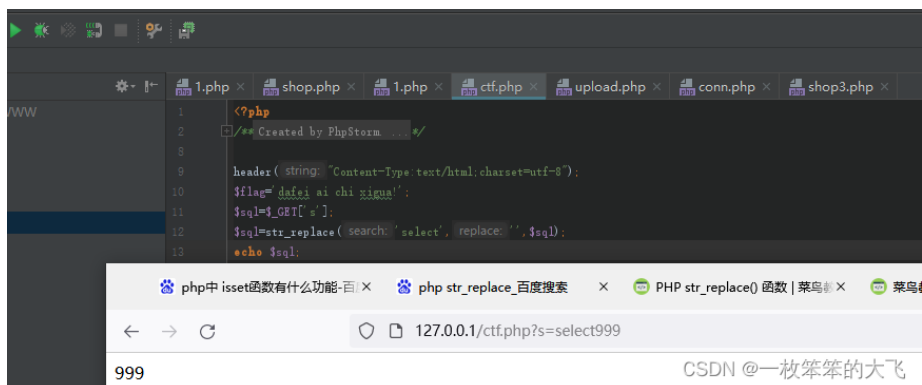 1.php × shop.php × 1.php × ctf.php × upload.php × conn.php × shop3.php ×
WWW
1 <?php
2 /** Created by PhpStorm ... */
8
9 header( string: "Content-Type:text/html;charset=utf-8");
10 $flag='dafei ai chi xigua!';
11 $sql=$_GET['s'];
12 $sql=str_replace( search: 'select', replace: '',$sql);
13 echo $sql;
php中 isset函数有什么功能-百 × php str_replace_百度搜索 × PHP str_replace() 函数 | 菜鸟教 × 菜鸟
127.0.0.1/ctf.php?s=select999
999
CSDN @一枚笨笨的大飞